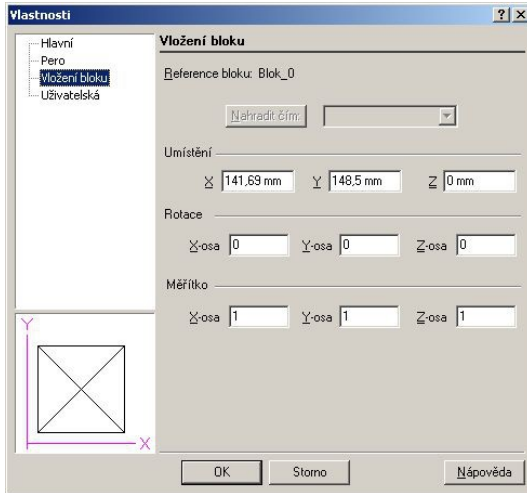 Vlastnosti
Hlavní
Pero
Vložení bloku
Uživatelská
Vložení bloku
Reference bloku: Blok_0
Nahradit čím:
Umístění
X 141,69 mm Y 148,5 mm Z 0 mm
Rotace
X-osa 0 Y-osa 0 Z-osa 0
Měřítko
X-osa 1 Y-osa 1 Z-osa 1
Y
X
OK Storno Nápověda